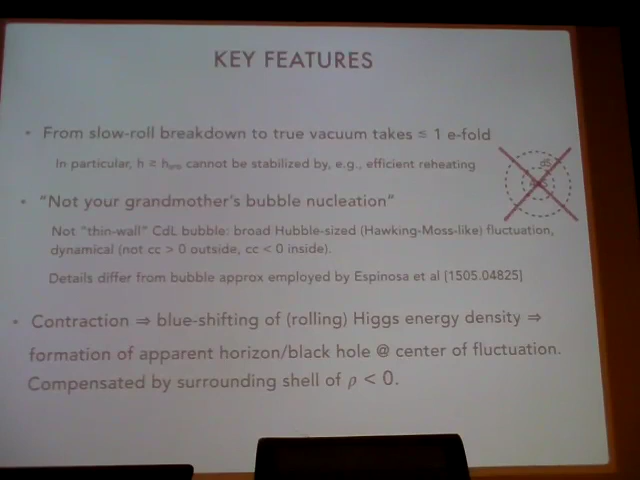 KEY FEATURES
• From slow-roll breakdown to true vacuum takes ≲ 1 e-fold
In particular, h ≥ h cannot be stabilized by, e.g., efficient reheating
• "Not your grandmother's bubble nucleation"
Not "thin-wall" CdL bubble: broad Hubble-sized (Hawking-Moss-like) fluctuation,
dynamical (not cc > 0 outside, cc < 0 inside).
Details differ from bubble approx employed by Espinosa et al [1505.04825]
• Contraction ⇒ blue-shifting of (rolling) Higgs energy density ⇒
formation of apparent horizon/black hole @ center of fluctuation.
Compensated by surrounding shell of ρ < 0.